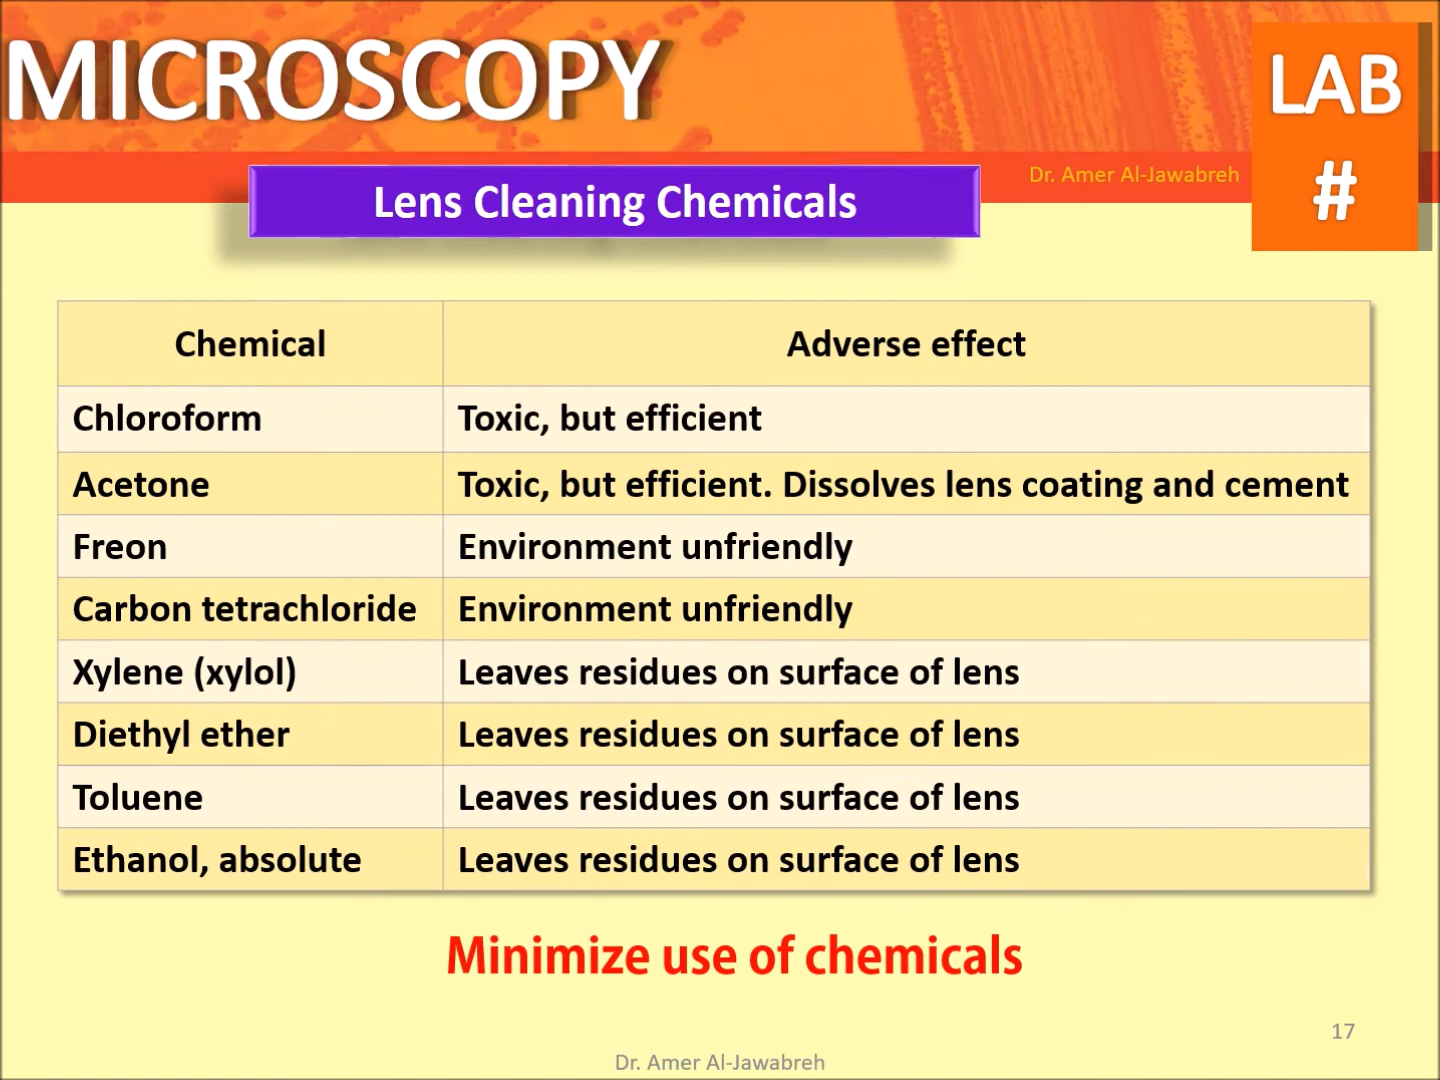 MICROSCOPY
LAB
#
Dr. Amer Al-Jawabreh
Lens Cleaning Chemicals
Chemical Adverse effect
Chloroform Toxic, but efficient
Acetone Toxic, but efficient. Dissolves lens coating and cement
Freon Environment unfriendly
Carbon tetrachloride Environment unfriendly
Xylene (xylol) Leaves residues on surface of lens
Diethyl ether Leaves residues on surface of lens
Toluene Leaves residues on surface of lens
Ethanol, absolute Leaves residues on surface of lens
Minimize use of chemicals
17
Dr. Amer Al-Jawabreh